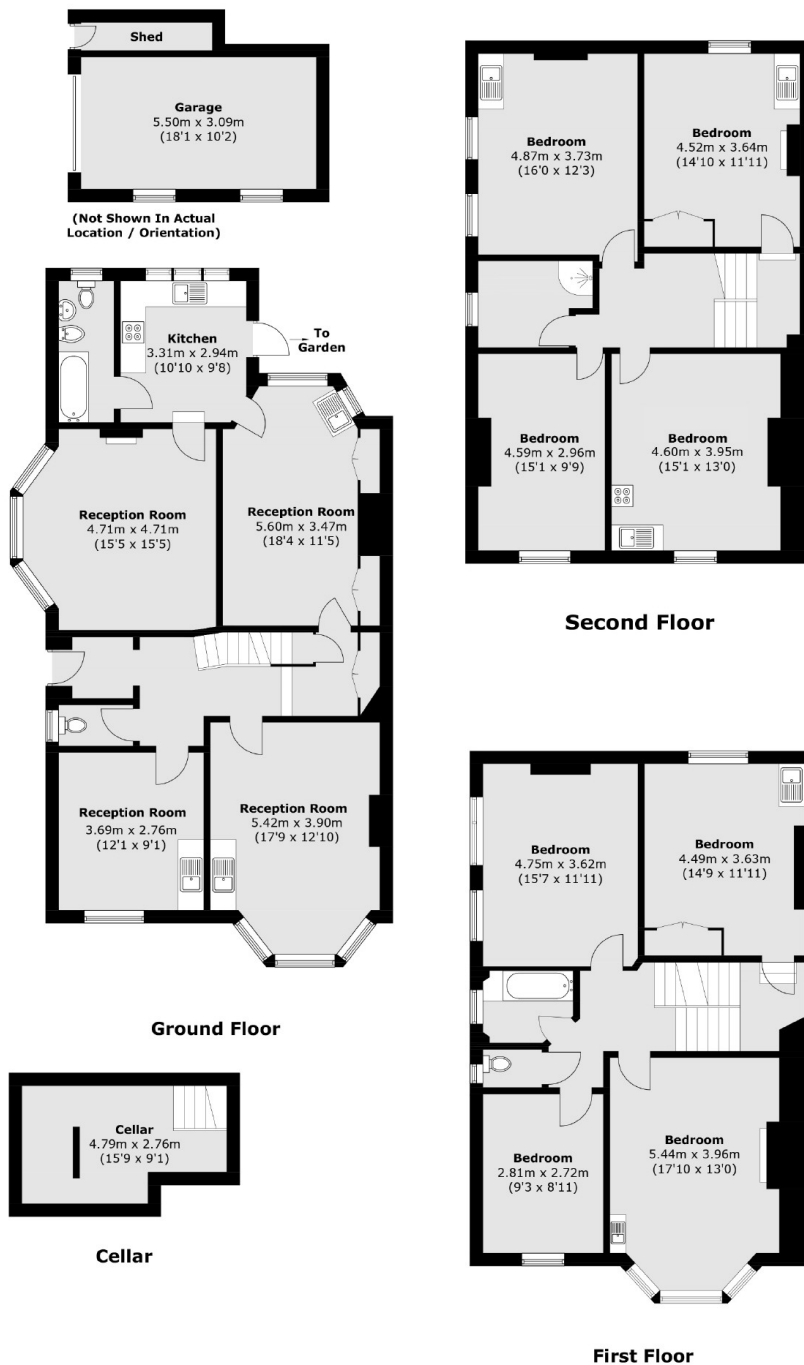 Shed
Garage
5.50m x 3.09m
(18'1 x 10'2)
(Not Shown In Actual
Location / Orientation)
Kitchen
3.31m x 2.94m
(10'10 x 9'8)
To
Garden
Reception Room
4.71m x 4.71m
(15'5 x 15'5)
Reception Room
5.60m x 3.47m
(18'4 x 11'5)
Reception Room
3.69m x 2.76m
(12'1 x 9'1)
Reception Room
5.42m x 3.90m
(17'9 x 12'10)
Ground Floor
Cellar
4.79m x 2.76m
(15'9 x 9'1)
Cellar
Bedroom
4.87m x 3.73m
(16'0 x 12'3)
Bedroom
4.52m x 3.64m
(14'10 x 11'11)
Bedroom
4.59m x 2.96m
(15'1 x 9'9)
Bedroom
4.60m x 3.95m
(15'1 x 13'0)
Second Floor
Bedroom
4.75m x 3.62m
(15'7 x 11'11)
Bedroom
4.49m x 3.63m
(14'9 x 11'11)
Bedroom
2.81m x 2.72m
(9'3 x 8'11)
Bedroom
5.44m x 3.96m
(17'10 x 13'0)
First Floor